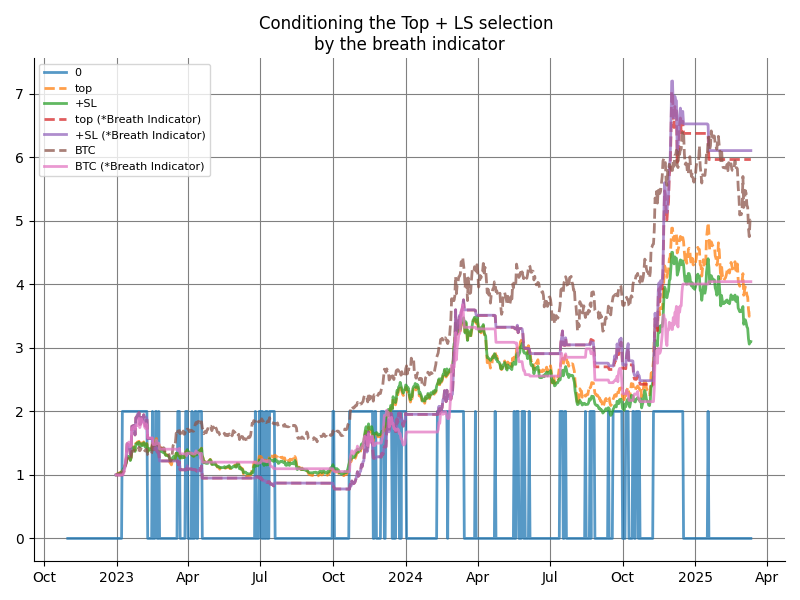 Conditioning the Top + LS selection
by the breath indicator
0
top
+SL
top (*Breath Indicator)
+SL (*Breath Indicator)
BTC
BTC (*Breath Indicator)
7
6
5
4
3
2
1
0
Oct 2023 Apr Jul Oct 2024 Apr Jul Oct 2025 Apr